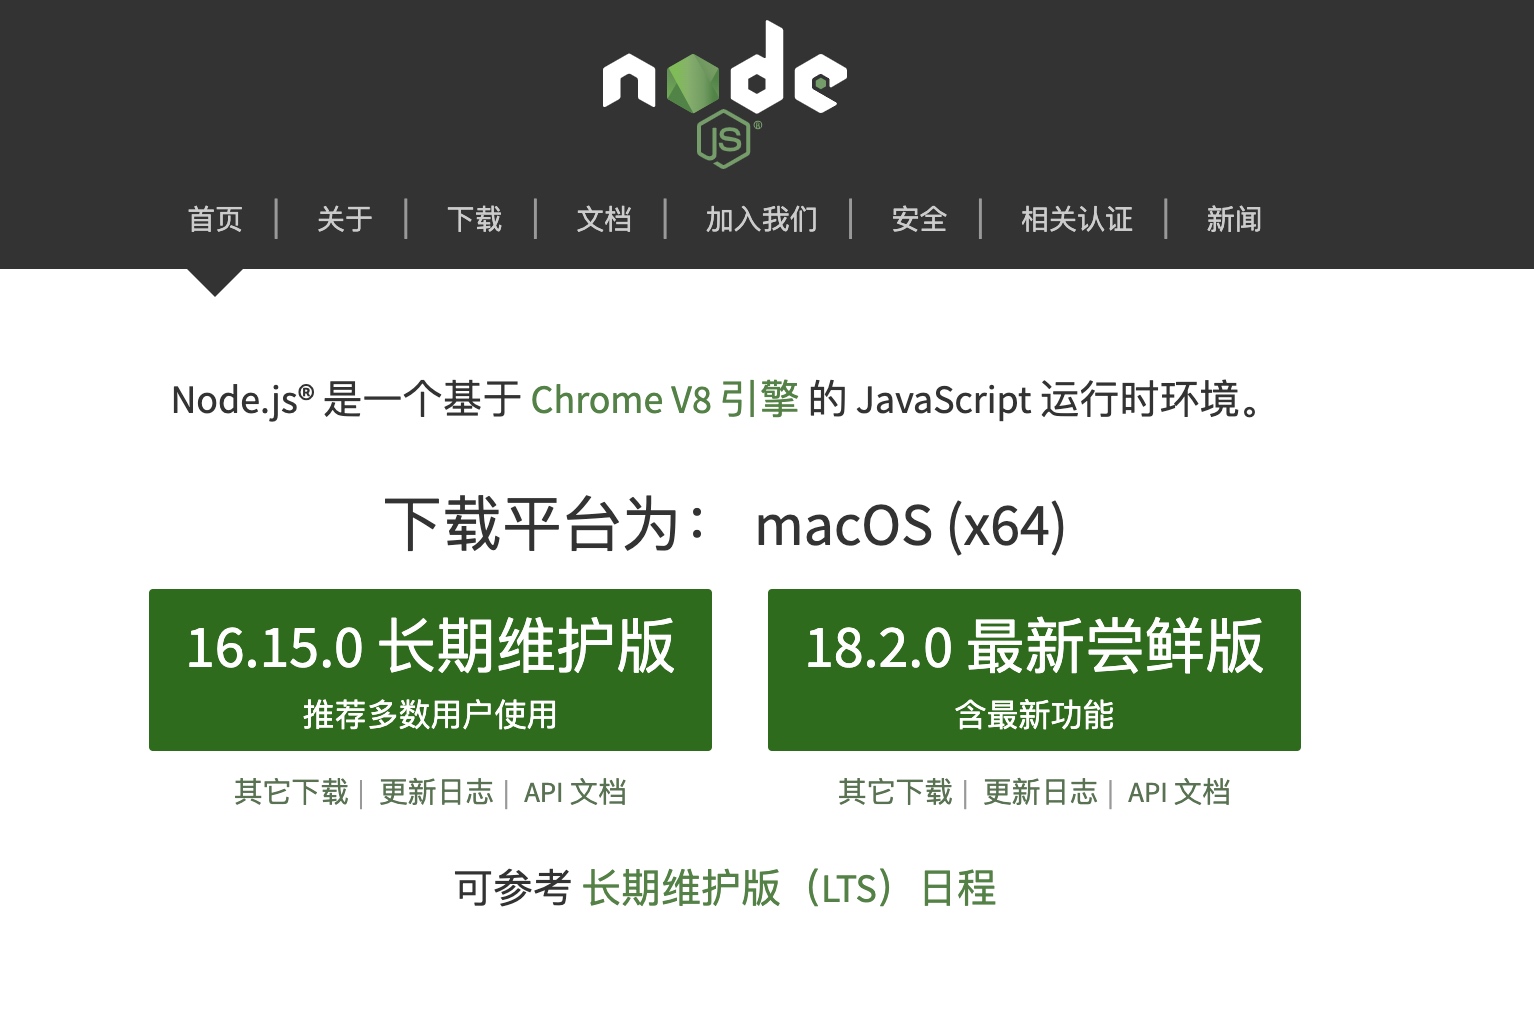 node
JS®
首页 | 关于 | 下载 | 文档 | 加入我们 | 安全 | 相关认证 | 新闻
Node.js® 是一个基于 Chrome V8 引擎 的 JavaScript 运行时环境。
下载平台为： macOS (x64)
16.15.0 长期维护版
推荐多数用户使用
18.2.0 最新尝鲜版
含最新功能
其它下载 | 更新日志 | API 文档
其它下载 | 更新日志 | API 文档
可参考 长期维护版（LTS） 日程